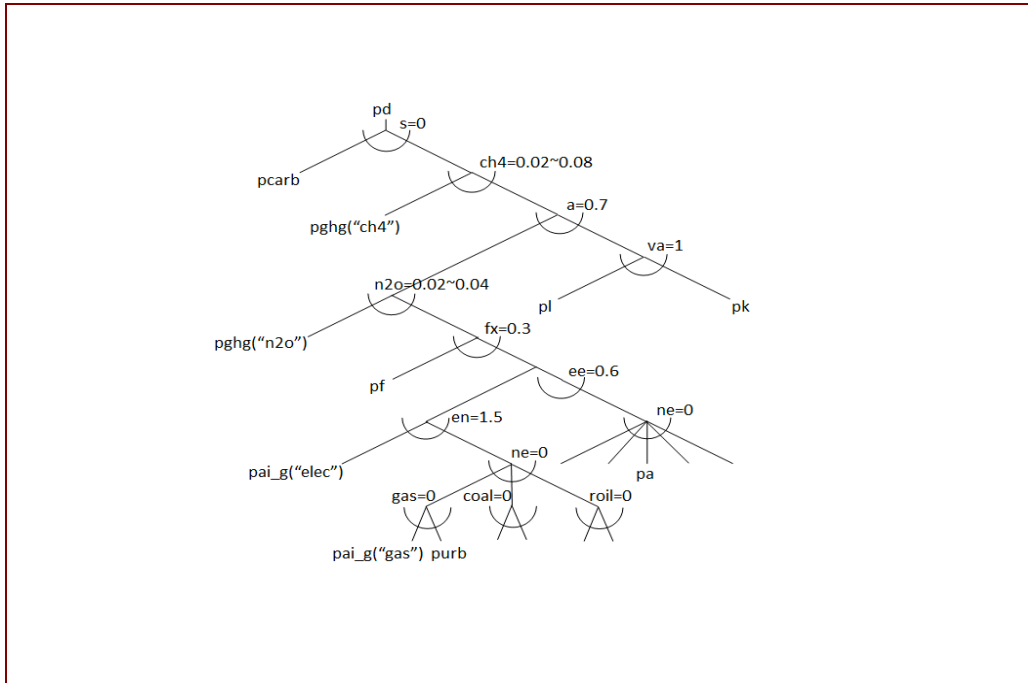 pd
s=0
ch4=0.02~0.08
pcarb
a=0.7
pghg(“ch4”)
va=1
n2o=0.02~0.04
pl
pk
fx=0.3
pghg(“n2o”)
ee=0.6
pf
ne=0
en=1.5
ne=0
pai_g(“elec”)
pa
gas=0 coal=0 roil=0
pai_g(“gas”) purb